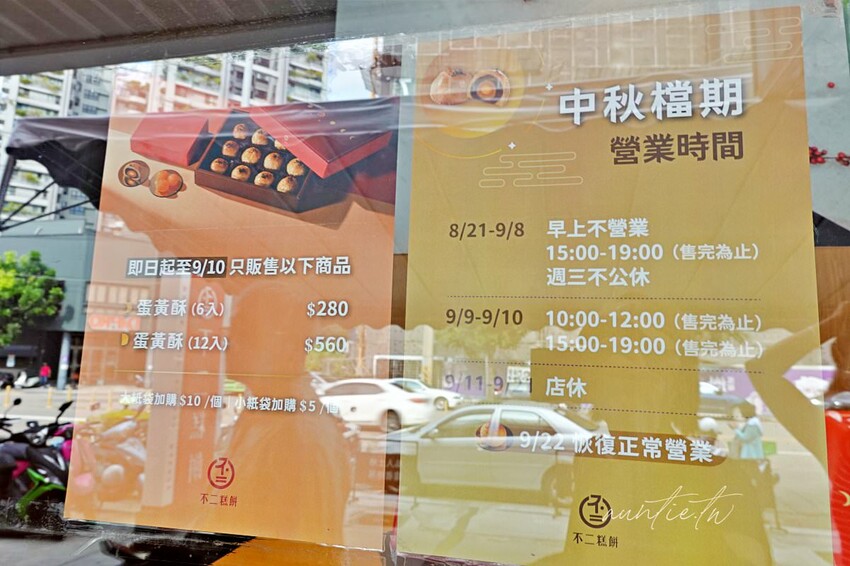 即日起至9/10 只販售以下商品
蛋黃酥 (6入) $280
蛋黃酥 (12入) $560
大紙袋加購 $10 /個 小紙袋加購 $5 /個
不二糕餅
中秋檔期
營業時間
8/21-9/8 早上不營業
15:00-19:00 (售完為止)
週三不公休
9/9-9/10 10:00-12:00 (售完為止)
15:00-19:00 (售完為止)
9/11-9/ 店休
9/22 恢復正常營業
不二糕餅
auntie.tw